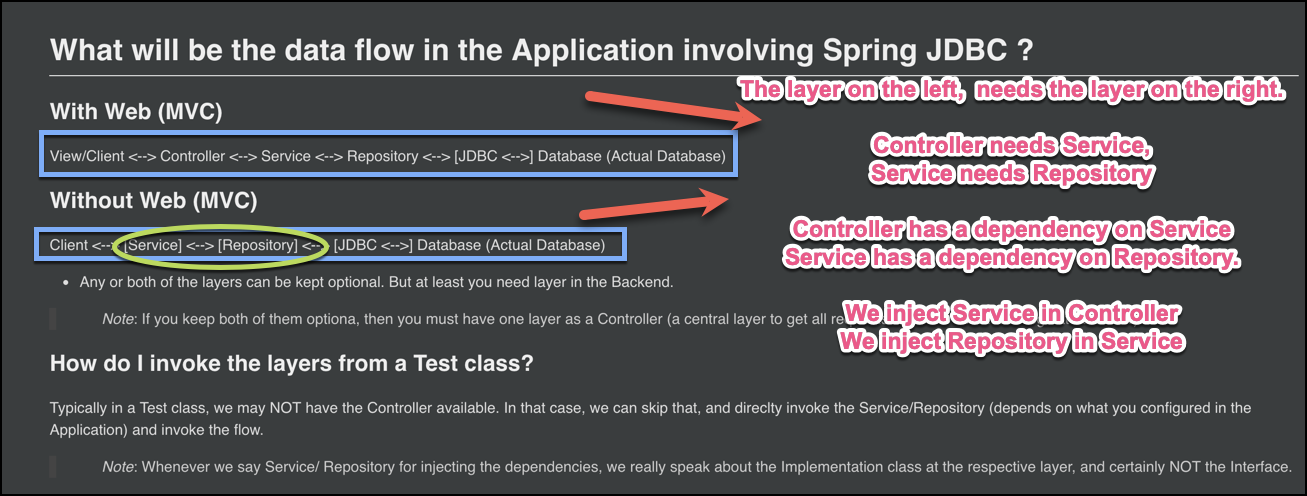 What will be the data flow in the Application involving Spring JDBC ?
The layer on the left,  needs the layer on the right.
With Web (MVC)
View/Client <--> Controller <--> Service <--> Repository <--> [JDBC <-->] Database (Actual Database)
Controller needs Service,
Service needs Repository
Without Web (MVC)
Client <--> [Service] <--> [Repository] <--> [JDBC <-->] Database (Actual Database)
Controller has a dependency on Service
Service has a dependency on Repository.
• Any or both of the layers can be kept optional. But at least you need layer in the Backend.
Note: If you keep both of them optiona, then you must have one layer as a Controller (a central layer to get all
We inject Service in Controller
We inject Repository in Service
How do I invoke the layers from a Test class?
Typically in a Test class, we may NOT have the Controller available. In that case, we can skip that, and direclty invoke the Service/Repository (depends on what you configured in the
Application) and invoke the flow.
Note: Whenever we say Service/ Repository for injecting the dependencies, we really speak about the Implementation class at the respective layer, and certainly NOT the Interface.